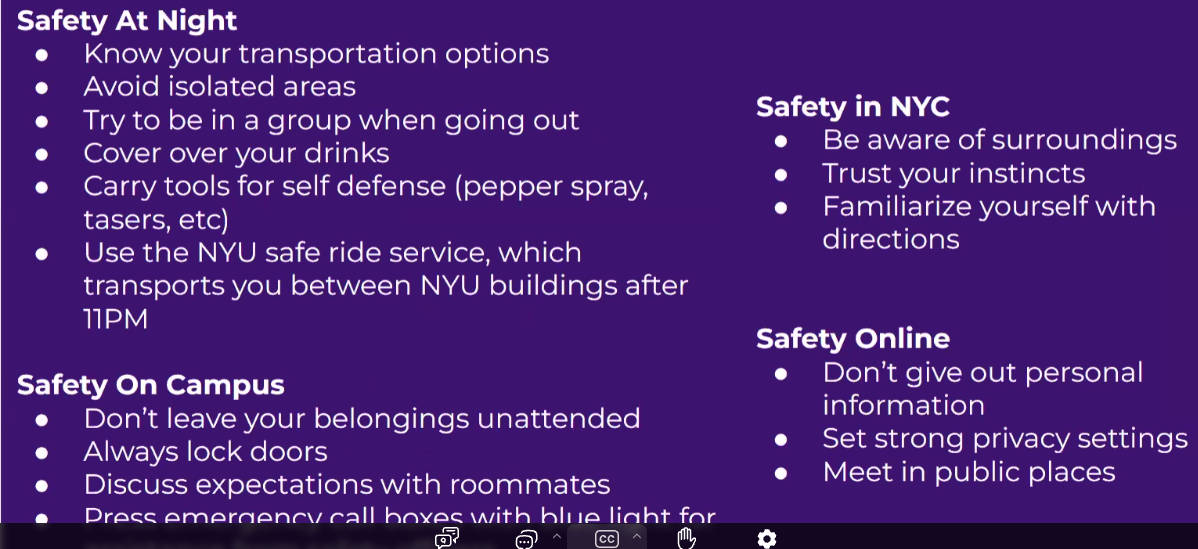 Safety At Night
● Know your transportation options
● Avoid isolated areas
● Try to be in a group when going out
● Cover over your drinks
● Carry tools for self defense (pepper spray,
tasers, etc)
● Use the NYU safe ride service, which
transports you between NYU buildings after
11PM
Safety On Campus
● Don’t leave your belongings unattended
● Always lock doors
● Discuss expectations with roommates
● Press emergency call boxes with blue light for
Safety in NYC
● Be aware of surroundings
● Trust your instincts
● Familiarize yourself with
directions
Safety Online
● Don’t give out personal
information
● Set strong privacy settings
● Meet in public places
CC